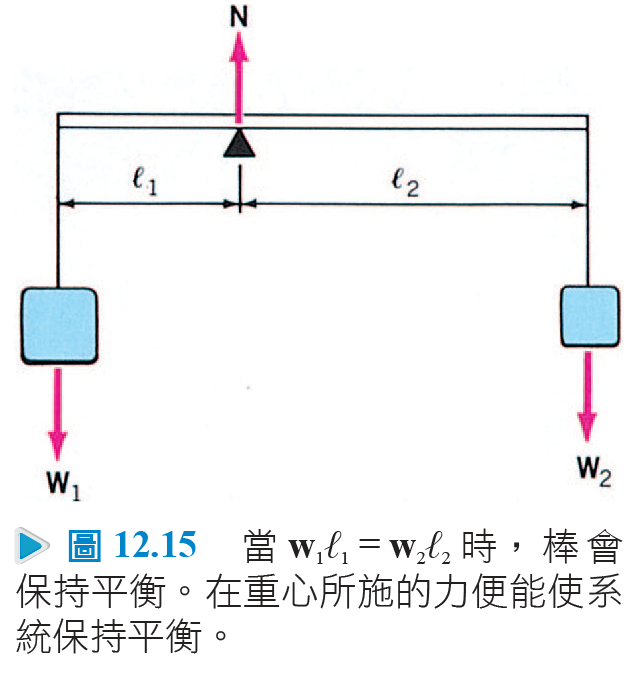 N
ℓ₁
ℓ₂
W₁
W₂
圖 12.15 當 w₁ℓ₁ = w₂ℓ₂ 時，棒會
保持平衡。在重心所施的力便能使系
統保持平衡。